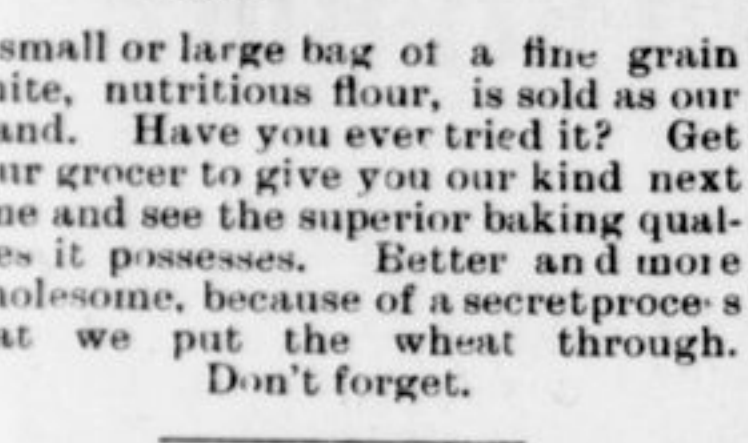 small or large bag of a fine grain
ite, nutritious flour, is sold as our
and. Have you ever tried it? Get
ur grocer to give you our kind next
me and see the superior baking qual-
es it possesses. Better and more
holesome, because of a secret process
at we put the wheat through.
Don't forget.